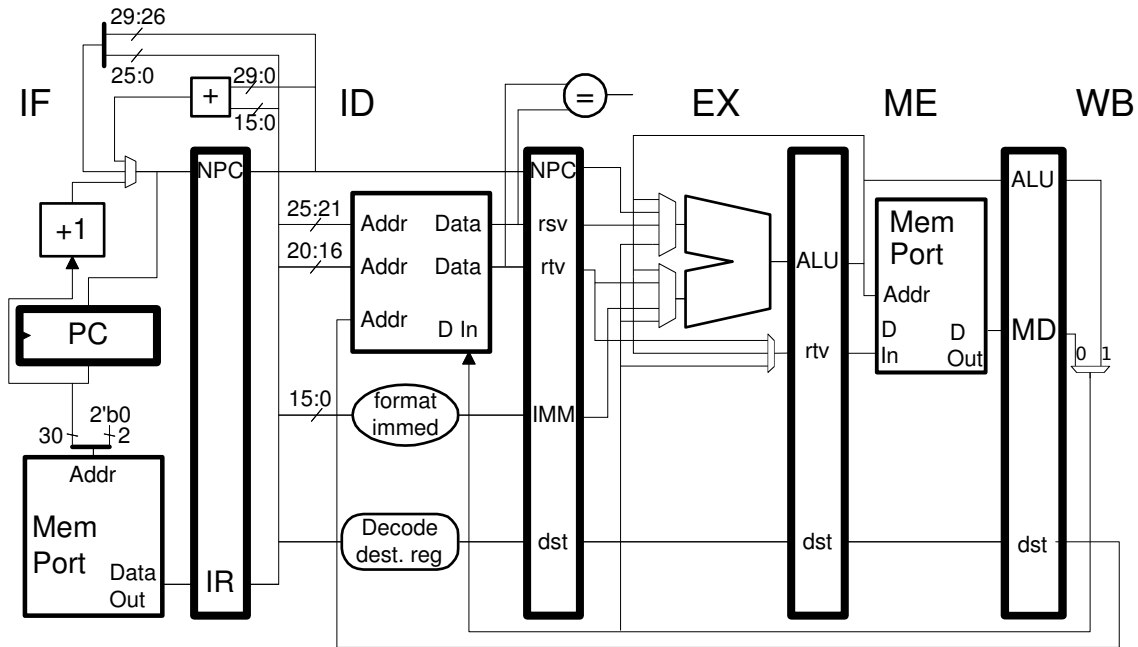 29:26
25:0
IF
+
29:0
15:0
ID
=
EX
ME
WB
NPC
NPC
ALU
+1
25:21
Addr
Data
rsv
Mem
Port
20:16
Addr
Data
rtv
ALU
Addr
PC
Addr
D In
D
In
D
Out
rtv
MD
0
1
2'b0
30
2
15:0
format
immed
IMM
Addr
Mem
Port
Data
Out
IR
Decode
dest. reg
dst
dst
dst